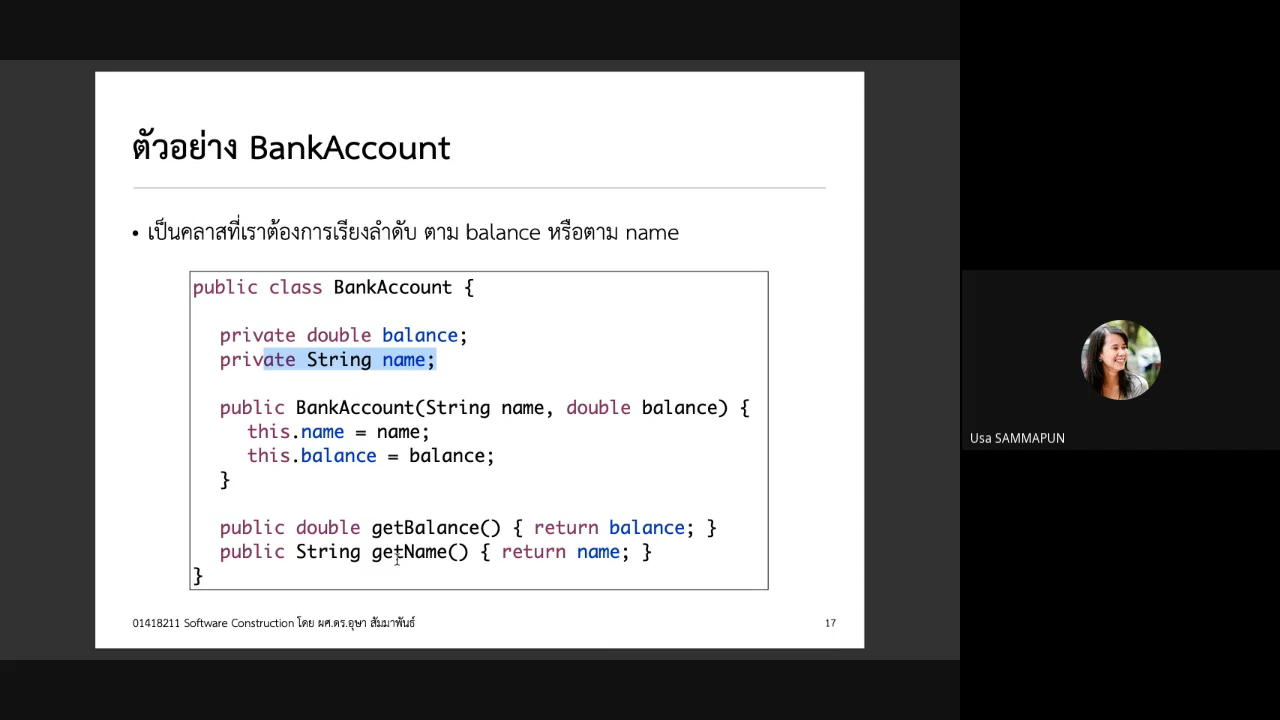 ตัวอย่าง BankAccount
• เป็นคลาสที่เราต้องการเรียงลำดับ ตาม balance หรือตาม name
public class BankAccount {
private double balance;
private String name;
public BankAccount(String name, double balance) {
this.name = name;
this.balance = balance;
}
public double getBalance() { return balance; }
public String getName() { return name; }
}
01418211 Software Construction โดย ผศ.ดร.อุษา สัมมาพันธ์
17
Usa SAMMAPUN